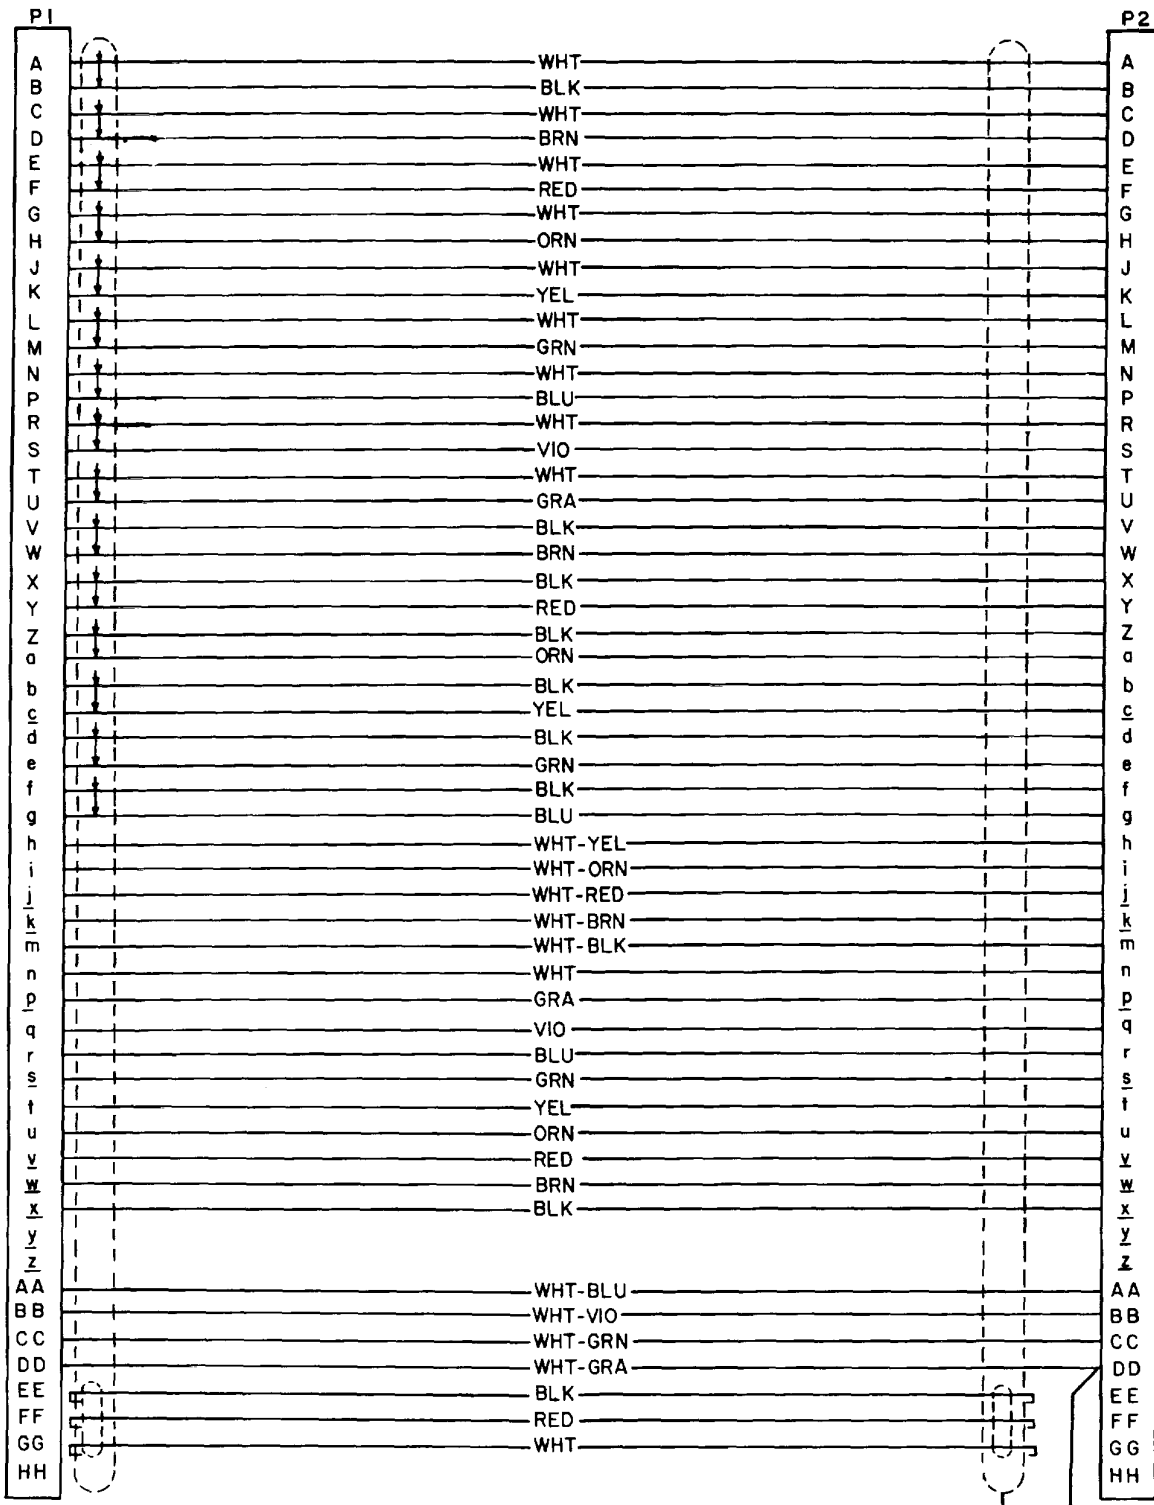 P1 P2
A WHT A
B BLK B
C WHT C
D BRN D
E WHT E
F RED F
G WHT G
H ORN H
J WHT J
K YEL K
L WHT L
M GRN M
N WHT N
P BLU P
R WHT R
S VIO S
T WHT T
U GRA U
V BLK V
W BRN W
X BLK X
Y RED Y
Z BLK Z
a ORN a
b BLK b
c YEL c
d BLK d
e GRN e
f BLK f
g BLU g
h WHT-YEL h
i WHT-ORN i
j WHT-RED j
k WHT-BRN k
m WHT-BLK m
n WHT n
p GRA p
q VIO q
r BLU r
s GRN s
t YEL t
u ORN u
v RED v
w BRN w
x BLK x
y y
z z
AA WHT-BLU AA
BB WHT-VIO BB
CC WHT-GRN CC
DD WHT-GRA DD
EE BLK EE
FF RED FF
GG WHT GG
HH HH